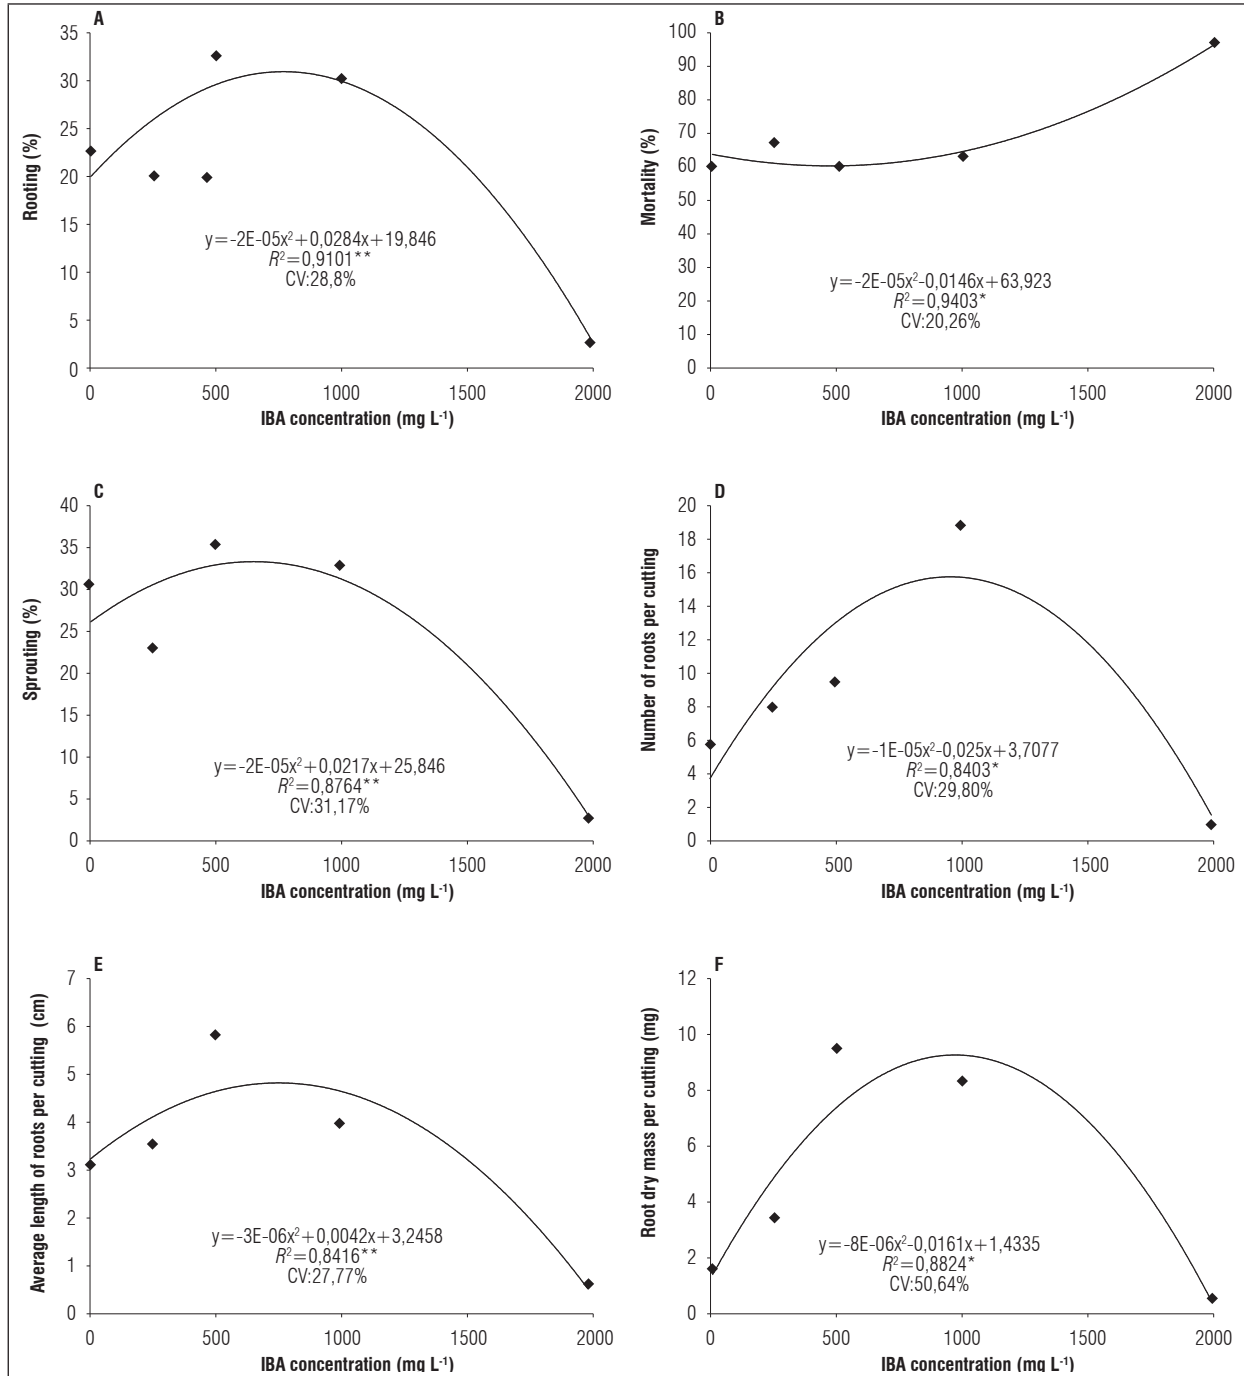 A
35
30
25
20
15
10
5
0
Rooting (%)
y=-2E-05x²+0,0284x+19,846
R²=0,9101**
CV:28,8%
0 500 1000 1500 2000
IBA concentration (mg L⁻¹)
B
100
90
80
70
60
50
40
30
20
10
0
Mortality (%)
y=-2E-05x²-0,0146x+63,923
R²=0,9403*
CV:20,26%
0 500 1000 1500 2000
IBA concentration (mg L⁻¹)
C
40
35
30
25
20
15
10
5
0
Sprouting (%)
y=-2E-05x²+0,0217x+25,846
R²=0,8764**
CV:31,17%
0 500 1000 1500 2000
IBA concentration (mg L⁻¹)
D
20
18
16
14
12
10
8
6
4
2
0
Number of roots per cutting
y=-1E-05x²-0,025x+3,7077
R²=0,8403*
CV:29,80%
0 500 1000 1500 2000
IBA concentration (mg L⁻¹)
E
7
6
5
4
3
2
1
0
Average length of roots per cutting (cm)
y=-3E-06x²+0,0042x+3,2458
R²=0,8416**
CV:27,77%
0 500 1000 1500 2000
IBA concentration (mg L⁻¹)
F
12
10
8
6
4
2
0
Root dry mass per cutting (mg)
y=-8E-06x²-0,0161x+1,4335
R²=0,8824*
CV:50,64%
0 500 1000 1500 2000
IBA concentration (mg L⁻¹)